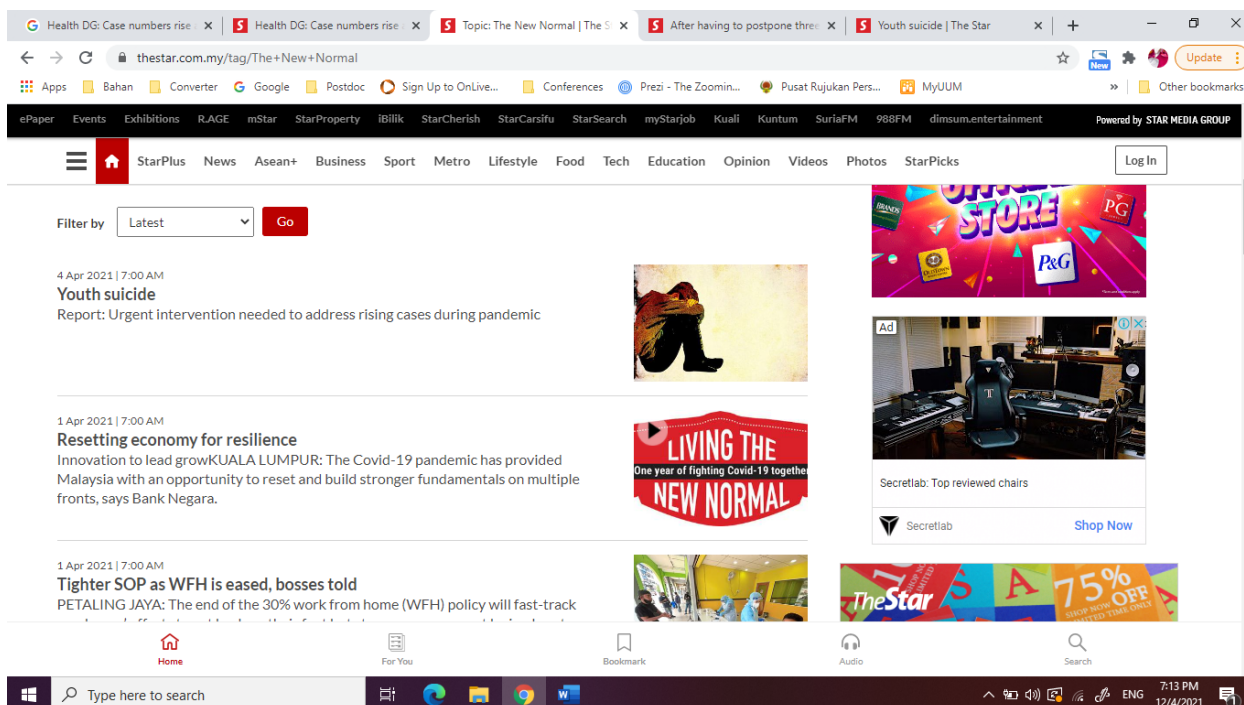 Health DG: Case numbers rise
Health DG: Case numbers rise
Topic: The New Normal | The S
After having to postpone three
Youth suicide | The Star
thestar.com.my/tag/The+New+Normal
New
Update
Apps
Bahan
Converter
Google
Postdoc
Sign Up to OnLive...
Conferences
Prezi - The Zoomin...
Pusat Rujukan Pers...
MyUUM
»
Other bookmarks
ePaper Events Exhibitions R.AGE mStar StarProperty iBilik StarCherish StarCarsifu StarSearch myStarjob Kuali Kuntum SuriaFM 988FM dimsum.entertainment Powered by STAR MEDIA GROUP
StarPlus News Asean+ Business Sport Metro Lifestyle Food Tech Education Opinion Videos Photos StarPicks Log In
Filter by Latest Go
4 Apr 2021 | 7:00 AM
Youth suicide
Report: Urgent intervention needed to address rising cases during pandemic
1 Apr 2021 | 7:00 AM
Resetting economy for resilience
Innovation to lead growKUALA LUMPUR: The Covid-19 pandemic has provided
Malaysia with an opportunity to reset and build stronger fundamentals on multiple
fronts, says Bank Negara.
LIVING THE
One year of fighting Covid-19 together
NEW NORMAL
1 Apr 2021 | 7:00 AM
Tighter SOP as WFH is eased, bosses told
PETALING JAYA: The end of the 30% work from home (WFH) policy will fast-track
BRAND'S
STORE
PG
P&G
Ad
Secretlab: Top reviewed chairs
Secretlab
Shop Now
TheStar
SA
75%
OFF
SHOP NOW
LIMITED TIME ONLY
Home
For You
Bookmark
Audio
Search
Type here to search
ENG
7:13 PM
12/4/2021
1